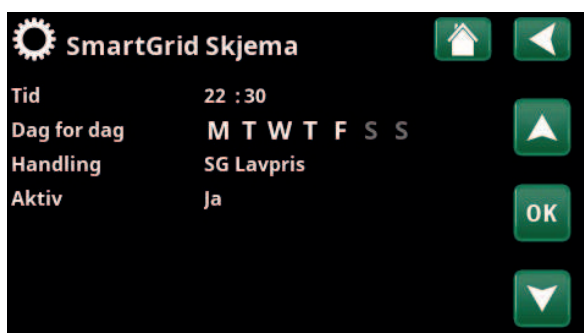 SmartGrid Skjema
Tid 22 :30
Dag for dag M T W T F S S
Handling SG Lavpris
Aktiv Ja
OK